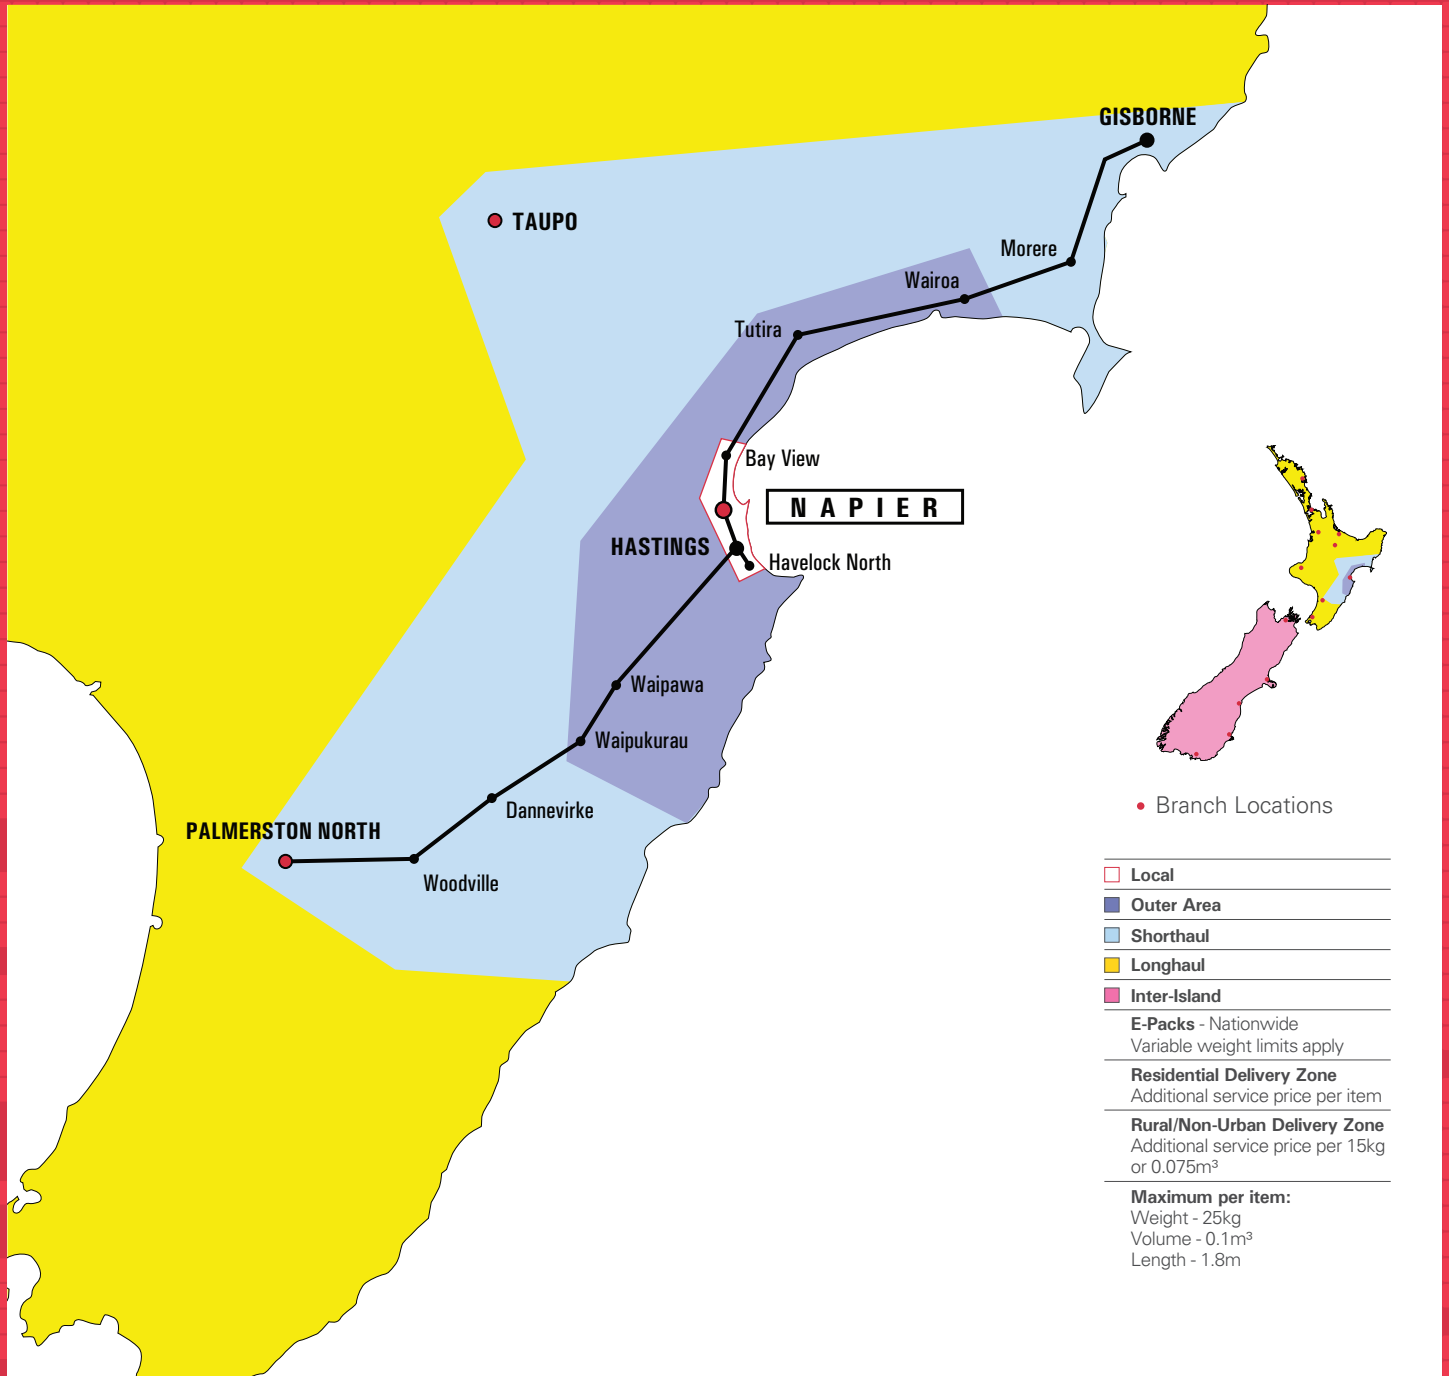 GISBORNE
TAUPO
Morere
Wairoa
Tutira
Bay View
NAPIER
HASTINGS
Havelock North
Waipawa
Waipukurau
Dannevirke
PALMERSTON NORTH
Woodville
Branch Locations
Local
Outer Area
Shorthaul
Longhaul
Inter-Island
E-Packs - Nationwide
Variable weight limits apply
Residential Delivery Zone
Additional service price per item
Rural/Non-Urban Delivery Zone
Additional service price per 15kg
or 0.075m³
Maximum per item:
Weight - 25kg
Volume - 0.1m³
Length - 1.8m